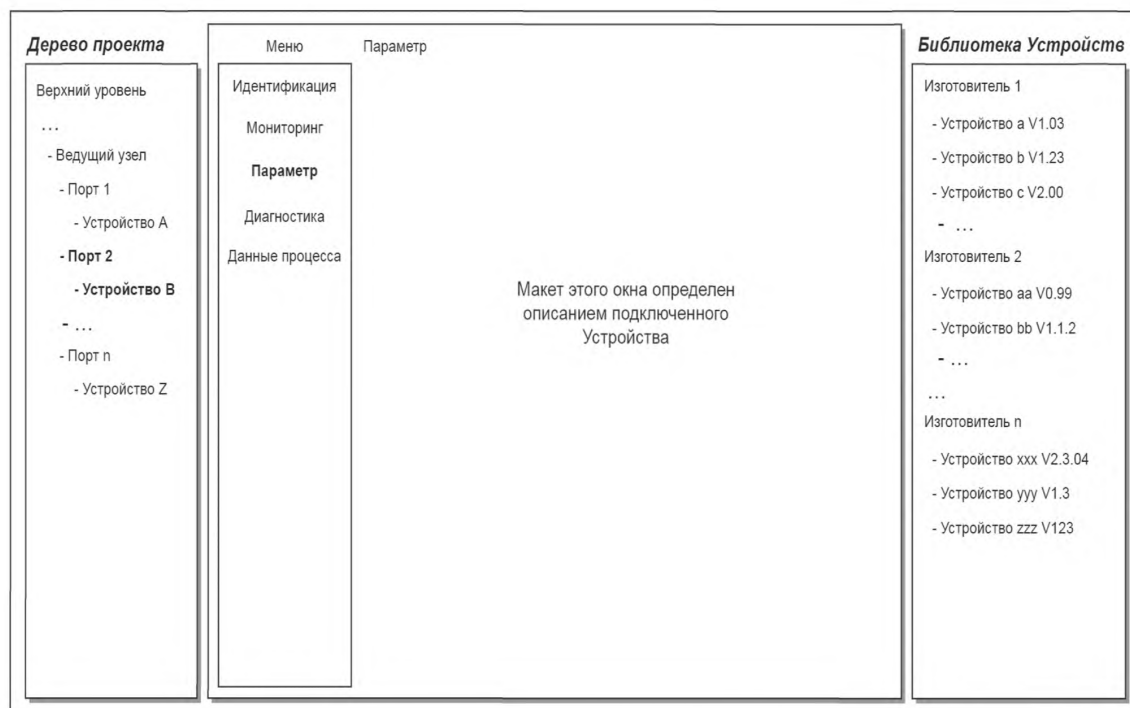 Дерево проекта
Верхний уровень
...
- Ведущий узел
- Порт 1
- Устройство A
- Порт 2
- Устройство B
- ...
- Порт n
- Устройство Z
Меню
Идентификация
Мониторинг
Параметр
Диагностика
Данные процесса
Параметр
Макет этого окна определен
описанием подключенного
Устройства
Библиотека Устройств
Изготовитель 1
- Устройство a V1.03
- Устройство b V1.23
- Устройство c V2.00
- ...
Изготовитель 2
- Устройство aa V0.99
- Устройство bb V1.1.2
- ...
...
Изготовитель n
- Устройство xxx V2.3.04
- Устройство yyy V1.3
- Устройство zzz V123